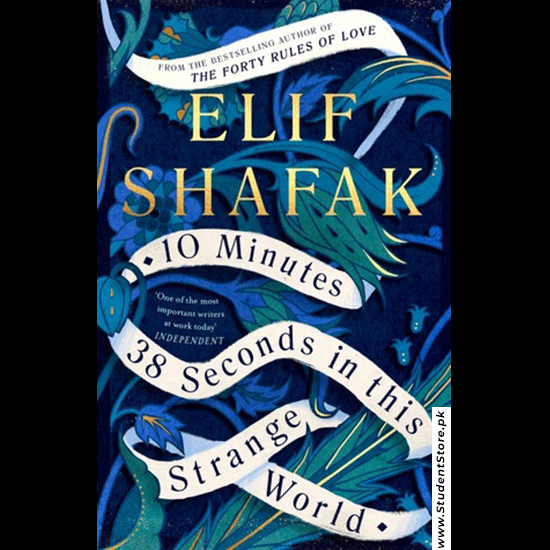 FROM THE BESTSELLING AUTHOR OF
THE FORTY RULES OF LOVE
ELIF
SHAFAK
10 Minutes
'One of the most
important writers
at work today'
INDEPENDENT
38 Seconds in this
Strange
World
www.StudentStore.pk